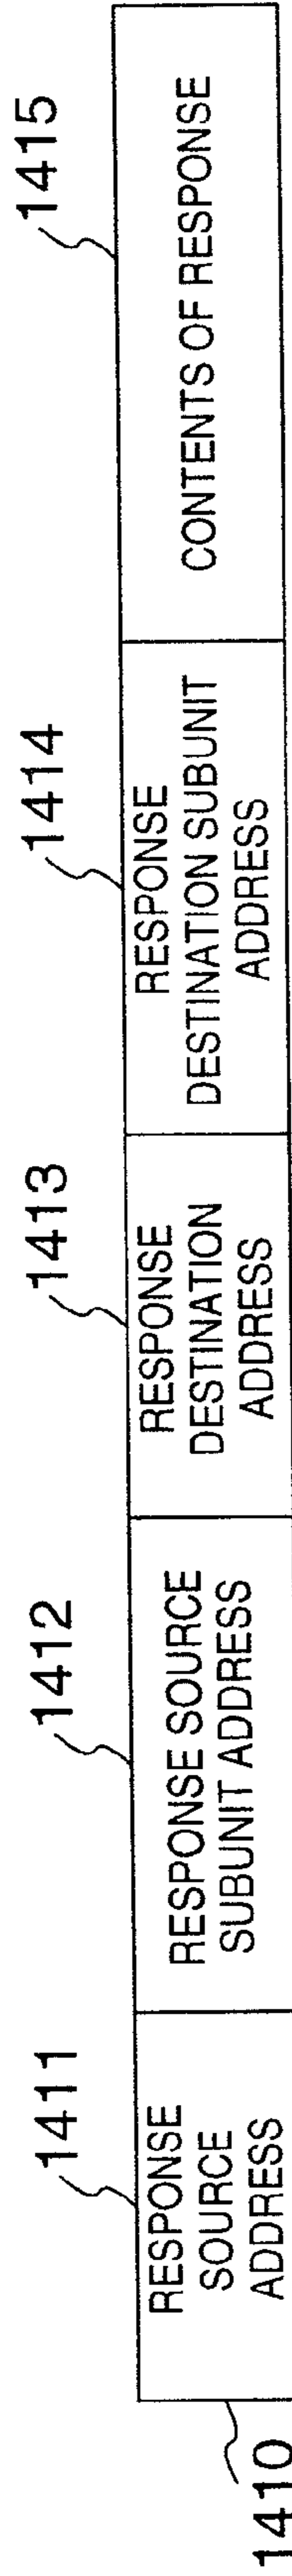 1411
1412
1413
1414
1415
RESPONSE
SOURCE
ADDRESS
RESPONSE SOURCE
SUBUNIT ADDRESS
RESPONSE
DESTINATION
ADDRESS
RESPONSE
DESTINATION SUBUNIT
ADDRESS
CONTENTS OF RESPONSE
1410